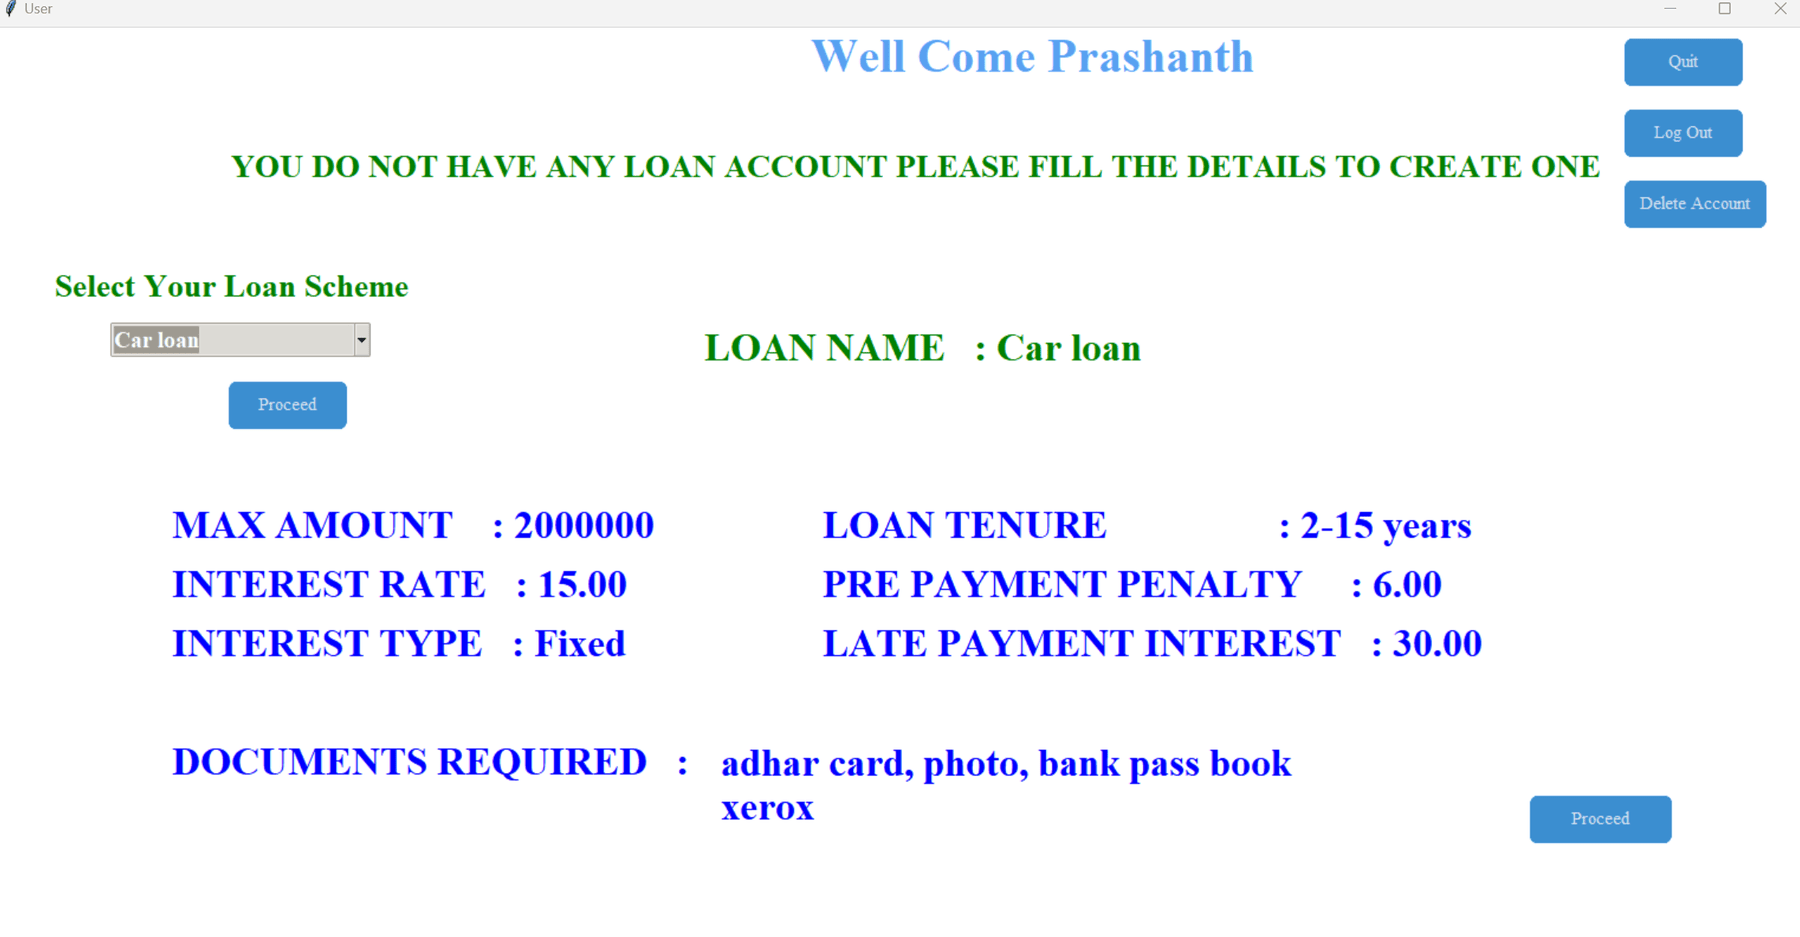 User
Well Come Prashanth
Quit
Log Out
YOU DO NOT HAVE ANY LOAN ACCOUNT PLEASE FILL THE DETAILS TO CREATE ONE
Delete Account
Select Your Loan Scheme
Car loan
LOAN NAME : Car loan
Proceed
MAX AMOUNT : 2000000
LOAN TENURE : 2-15 years
INTEREST RATE : 15.00
PRE PAYMENT PENALTY : 6.00
INTEREST TYPE : Fixed
LATE PAYMENT INTEREST : 30.00
DOCUMENTS REQUIRED : adhar card, photo, bank pass book
xerox
Proceed